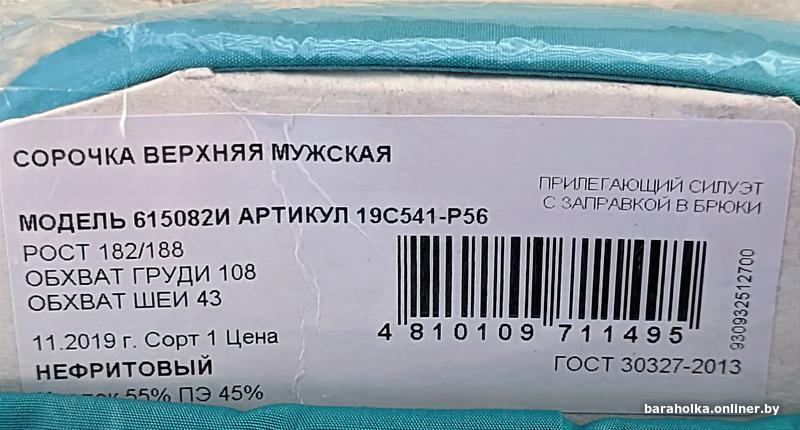 СОРОЧКА ВЕРХНЯЯ МУЖСКАЯ
ПРИЛЕГАЮЩИЙ СИЛУЭТ
С ЗАПРАВКОЙ В БРЮКИ
МОДЕЛЬ 615082И АРТИКУЛ 19С541-Р56
РОСТ 182/188
ОБХВАТ ГРУДИ 108
ОБХВАТ ШЕИ 43
4 810109 711495
930932512700
11.2019 г. Сорт 1 Цена
ГОСТ 30327-2013
НЕФРИТОВЫЙ
55% ПЭ 45%
baraholka.onliner.by